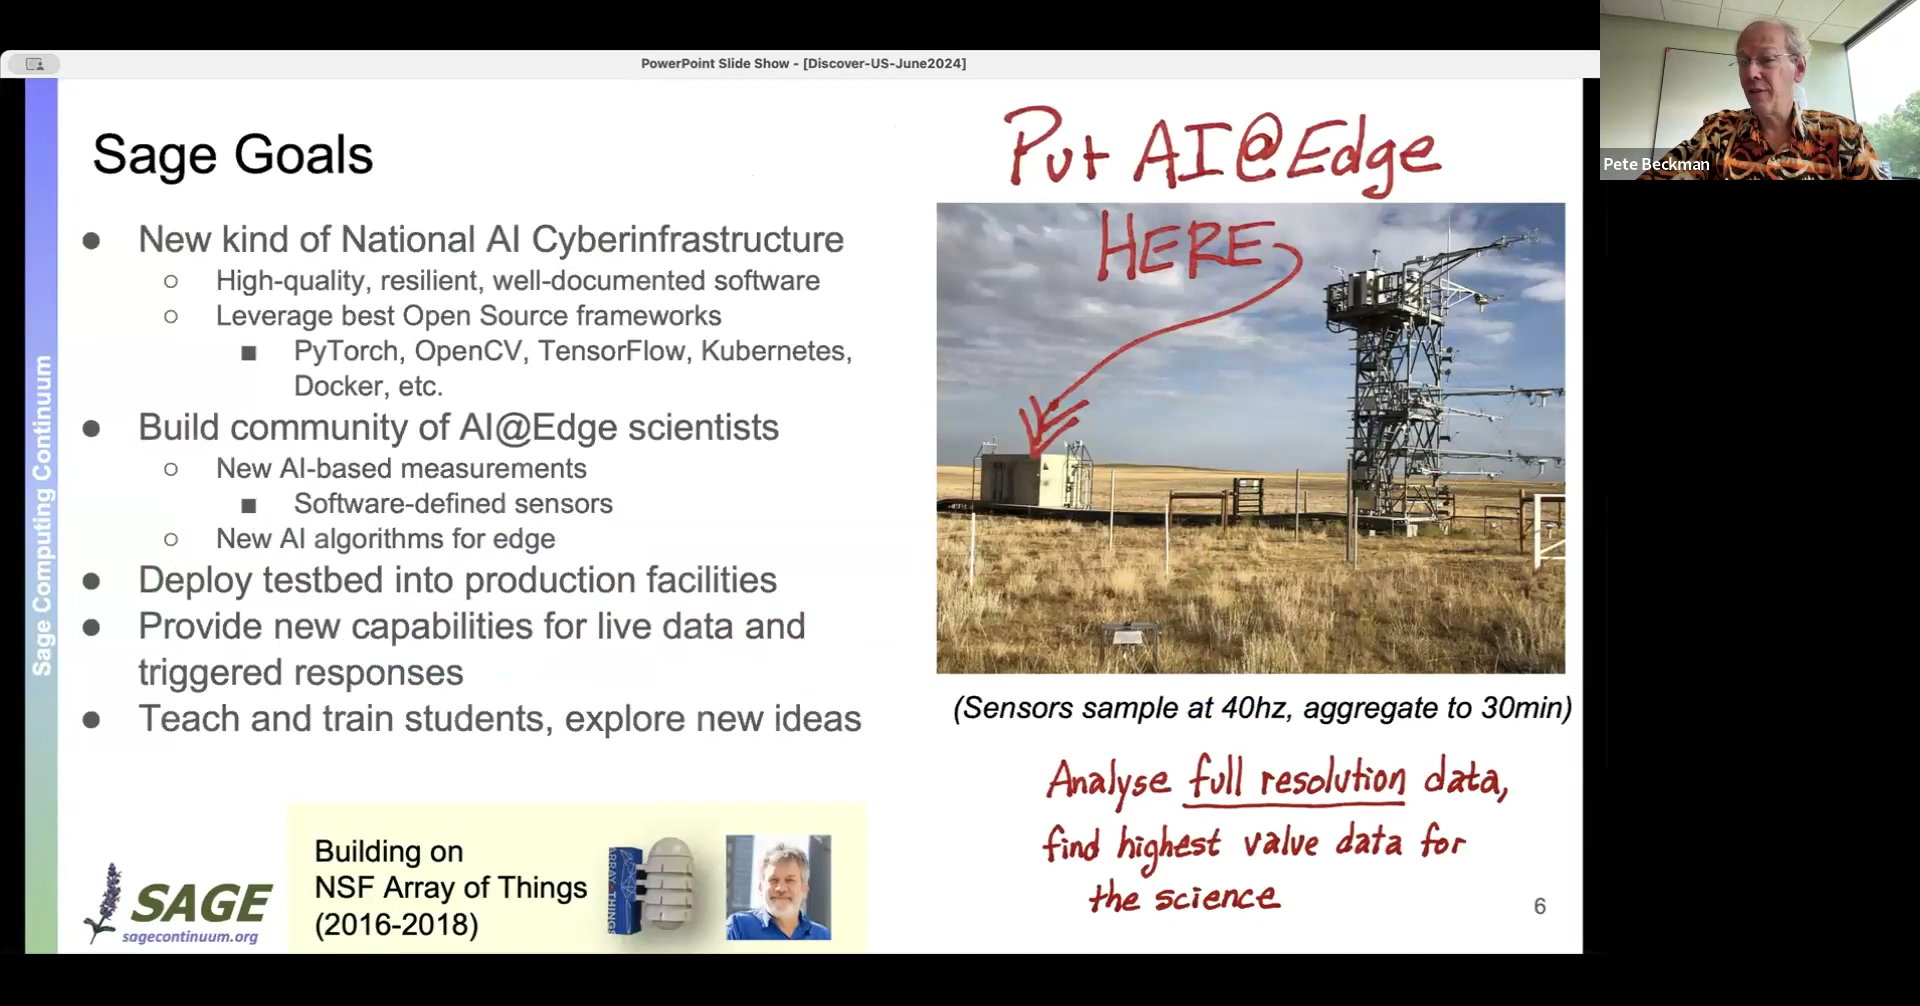 PowerPoint Slide Show - [Discover-US-June2024]
Pete Beckman
Sage Computing Continuum
Sage Goals
● New kind of National AI Cyberinfrastructure
○ High-quality, resilient, well-documented software
○ Leverage best Open Source frameworks
■ PyTorch, OpenCV, TensorFlow, Kubernetes,
Docker, etc.
● Build community of AI@Edge scientists
○ New AI-based measurements
■ Software-defined sensors
○ New AI algorithms for edge
● Deploy testbed into production facilities
● Provide new capabilities for live data and
triggered responses
● Teach and train students, explore new ideas
Put AI@Edge
HERE
(Sensors sample at 40hz, aggregate to 30min)
Analyse full resolution data,
find highest value data for
the science
SAGE
sagecontinuum.org
Building on
NSF Array of Things
(2016-2018)
ARRAY of THINGS
6